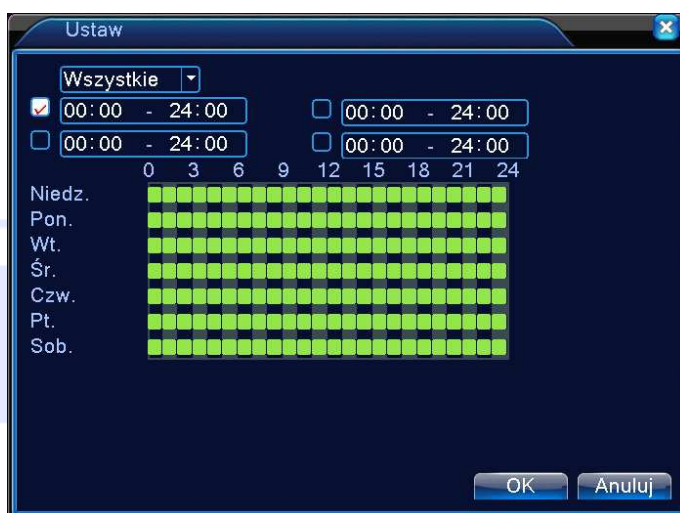 Ustaw
Wszystkie
00:00 - 24:00 00:00 - 24:00
00:00 - 24:00 00:00 - 24:00
0 3 6 9 12 15 18 21 24
Niedz.
Pon.
Wt.
Śr.
Czw.
Pt.
Sob.
OK Anuluj